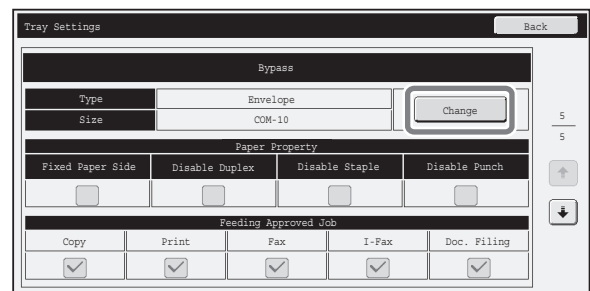 Tray Settings Back
Bypass
Type Envelope
Size COM-10
Change
5
5
Paper Property
Fixed Paper Side Disable Duplex Disable Staple Disable Punch
Feeding Approved Job
Copy Print Fax I-Fax Doc. Filing